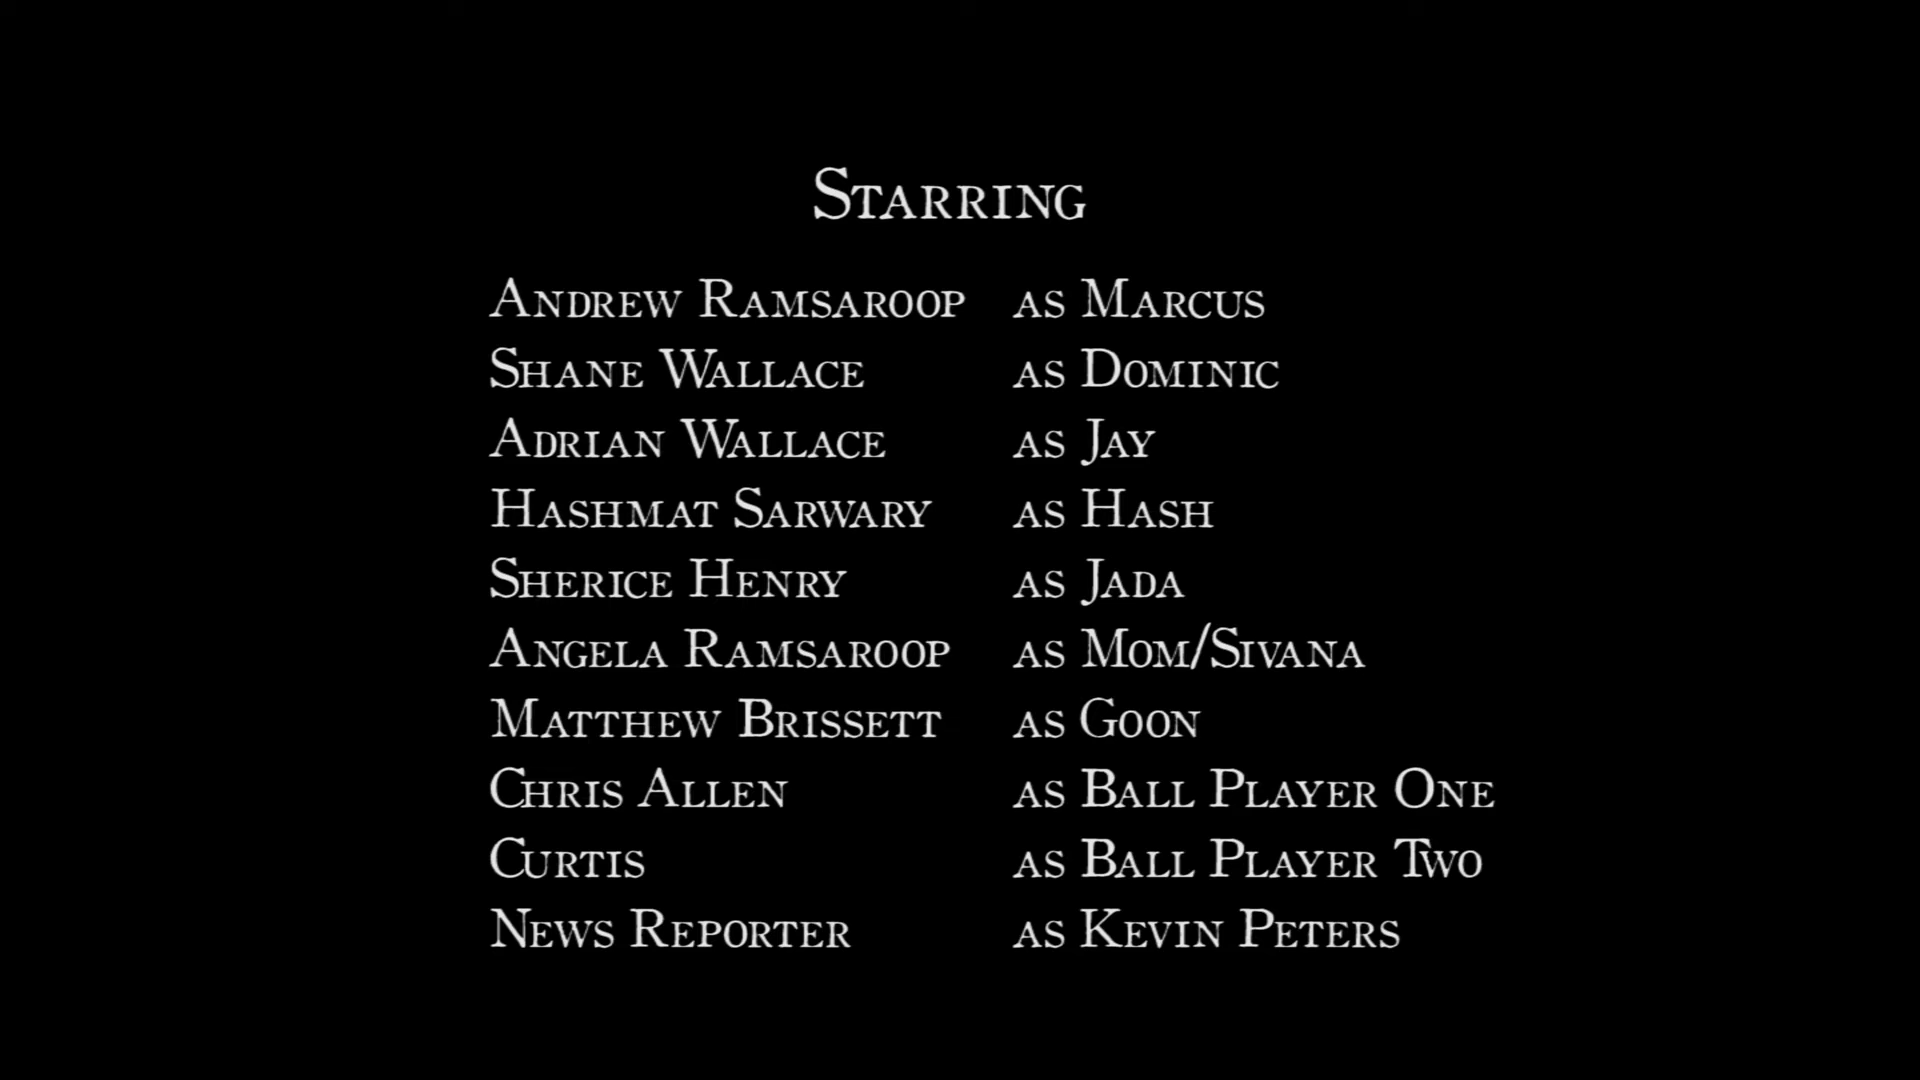 Starring
Andrew Ramsaroop as Marcus
Shane Wallace as Dominic
Adrian Wallace as Jay
Hashmat Sarwary as Hash
Sherice Henry as Jada
Angela Ramsaroop as Mom/Sivana
Matthew Brissett as Goon
Chris Allen as Ball Player One
Curtis as Ball Player Two
News Reporter as Kevin Peters